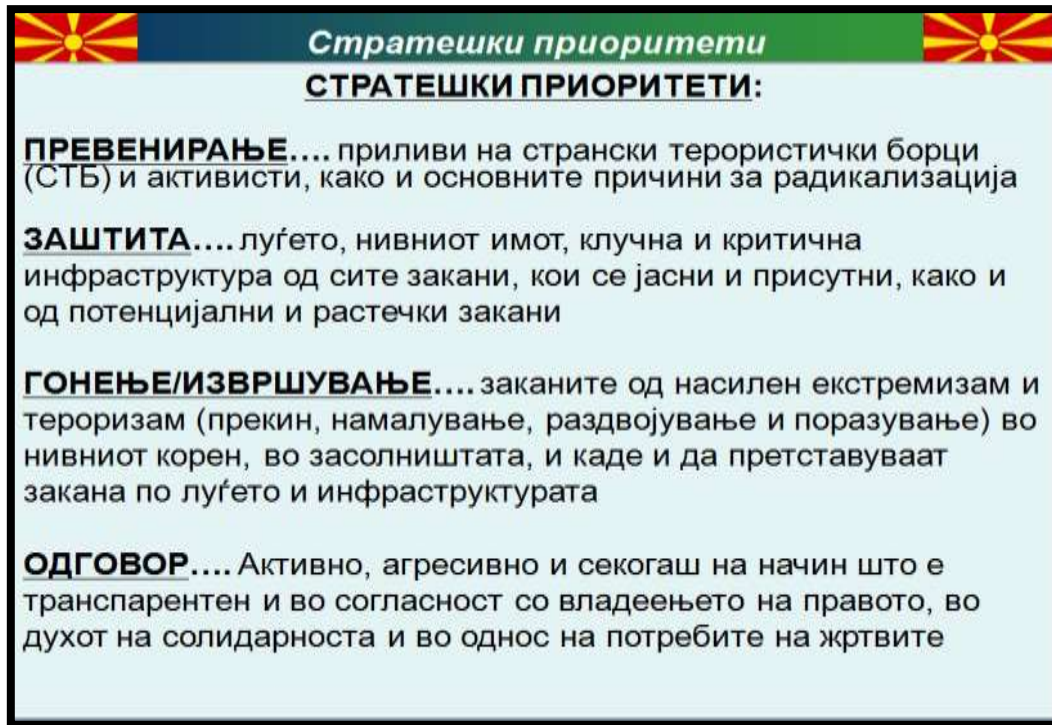 Стратешки приоритети
СТРАТЕШКИ ПРИОРИТЕТИ:
ПРЕВЕНИРАЊЕ.... приливи на странски терористички борци
(СТБ) и активисти, како и основните причини за радикализација
ЗАШТИТА.... луѓето, нивниот имот, клучна и критична
инфраструктура од сите закани, кои се јасни и присутни, како и
од потенцијални и растечки закани
ГОНЕЊЕ/ИЗВРШУВАЊЕ.... заканите од насилен екстремизам и
тероризам (прекин, намалување, раздвојување и поразување) во
нивниот корен, во засолништата, и каде и да претставуваат
закана по луѓето и инфраструктурата
ОДГОВОР.... Активно, агресивно и секогаш на начин што е
транспарентен и во согласност со владеењето на правото, во
духот на солидарноста и во однос на потребите на жртвите